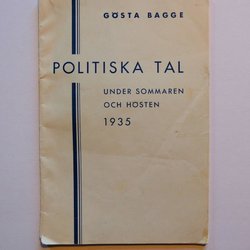 GÖSTA BAGGE
POLITISKA TAL
UNDER SOMMAREN
OCH HÖSTEN
1935